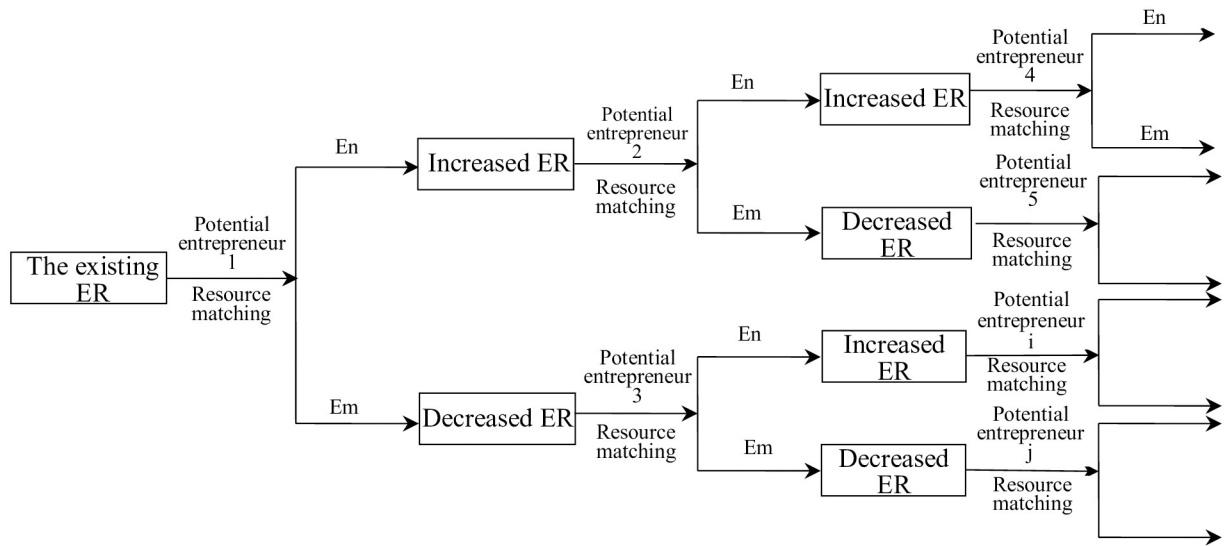 The existing
ER
Potential
entrepreneur
1
Resource
matching
En
Em
Increased ER
Decreased ER
Potential
entrepreneur
2
Resource
matching
Potential
entrepreneur
3
Resource
matching
En
Em
En
Em
Increased ER
Decreased
ER
Increased
ER
Decreased
ER
Potential
entrepreneur
4
Resource
matching
En
Em
Potential
entrepreneur
5
Resource
matching
Potential
entrepreneur
i
Resource
matching
Potential
entrepreneur
j
Resource
matching